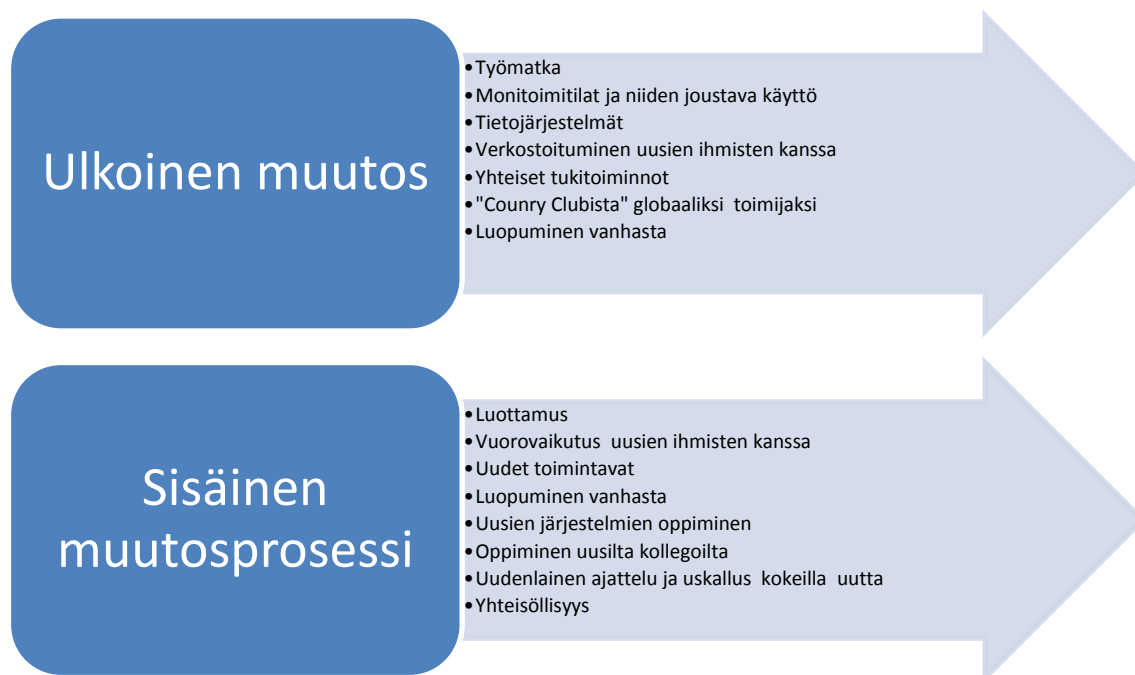 Ulkoinen muutos
•Työmatka
•Monitoimitilat ja niiden joustava käyttö
•Tietojärjestelmät
•Verkostoituminen uusien ihmisten kanssa
•Yhteiset tukitoiminnot
•"Counry Clubista" globaaliksi toimijaksi
•Luopuminen vanhasta
Sisäinen
muutosprosessi
•Luottamus
•Vuorovaikutus uusien ihmisten kanssa
•Uudet toimintavat
•Luopuminen vanhasta
•Uusien järjestelmien oppiminen
•Oppiminen uusilta kollegoilta
•Uudenlainen ajattelu ja uskallus kokeilla uutta
•Yhteisöllisyys